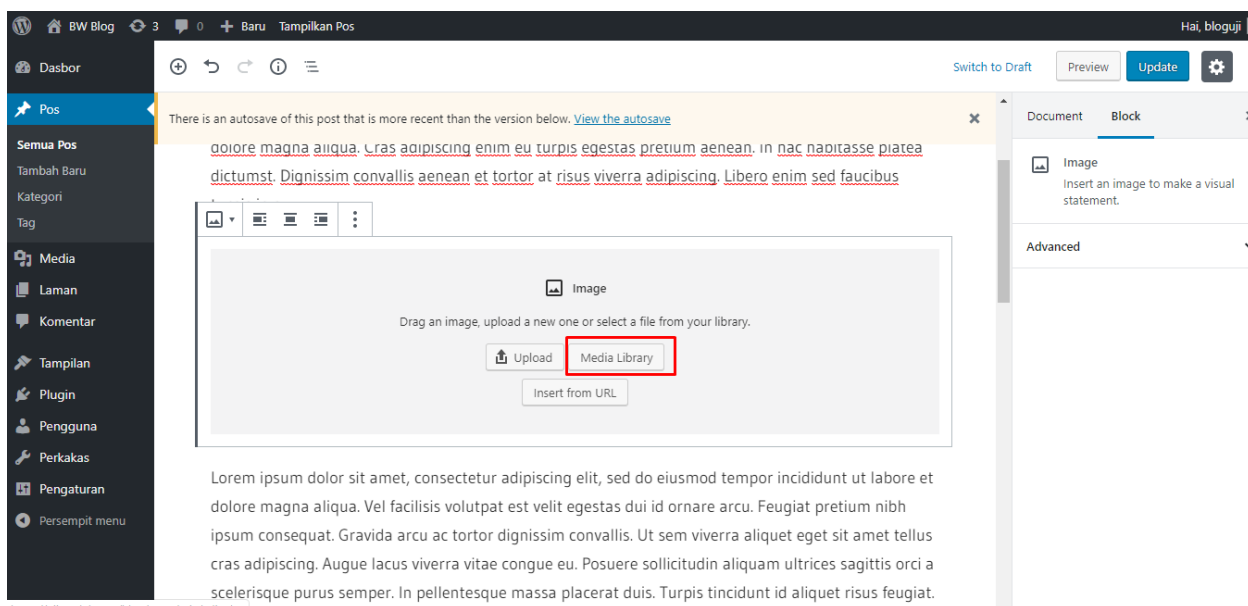 BW Blog 3 0 + Baru Tampilkan Pos Hai, bloguji
Dasbor
Pos
Semua Pos
Tambah Baru
Kategori
Tag
Media
Laman
Komentar
Tampilan
Plugin
Pengguna
Perkakas
Pengaturan
Persempit menu
Switch to Draft Preview Update
There is an autosave of this post that is more recent than the version below. View the autosave
dolore magna aliqua. Cras adipiscing enim eu turpis egestas pretium aenean. In hac habitasse platea
dictumst. Dignissim convallis aenean et tortor at risus viverra adipiscing. Libero enim sed faucibus
Image
Drag an image, upload a new one or select a file from your library.
Upload Media Library
Insert from URL
Lorem ipsum dolor sit amet, consectetur adipiscing elit, sed do eiusmod tempor incididunt ut labore et
dolore magna aliqua. Vel facilisis volutpat est velit egestas dui id ornare arcu. Feugiat pretium nibh
ipsum consequat. Gravida arcu ac tortor dignissim convallis. Ut sem viverra aliquet eget sit amet tellus
cras adipiscing. Augue lacus viverra vitae congue eu. Posuere sollicitudin aliquam ultrices sagittis orci a
scelerisque purus semper. In pellentesque massa placerat duis. Turpis tincidunt id aliquet risus feugiat.
Document Block
Image
Insert an image to make a visual
statement.
Advanced